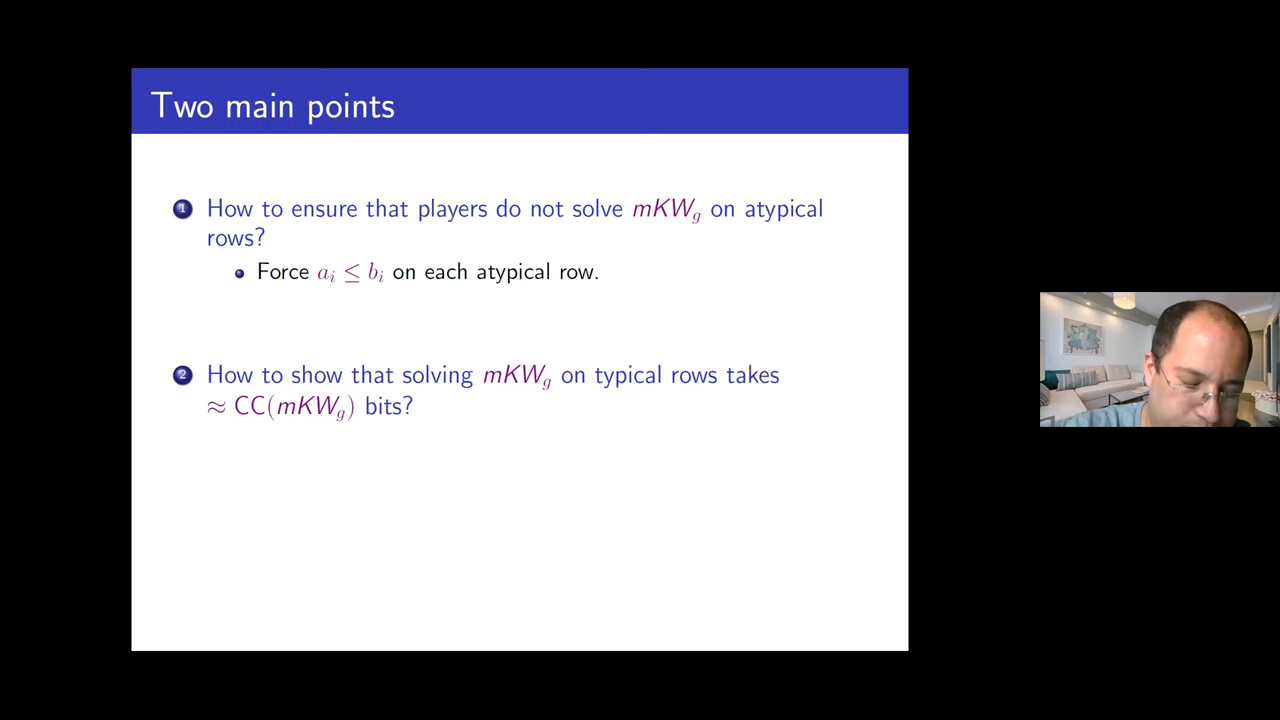 Two main points
1 How to ensure that players do not solve mKW_g on atypical
rows?
• Force a_i ≤ b_i on each atypical row.
2 How to show that solving mKW_g on typical rows takes
≈ CC(mKW_g) bits?